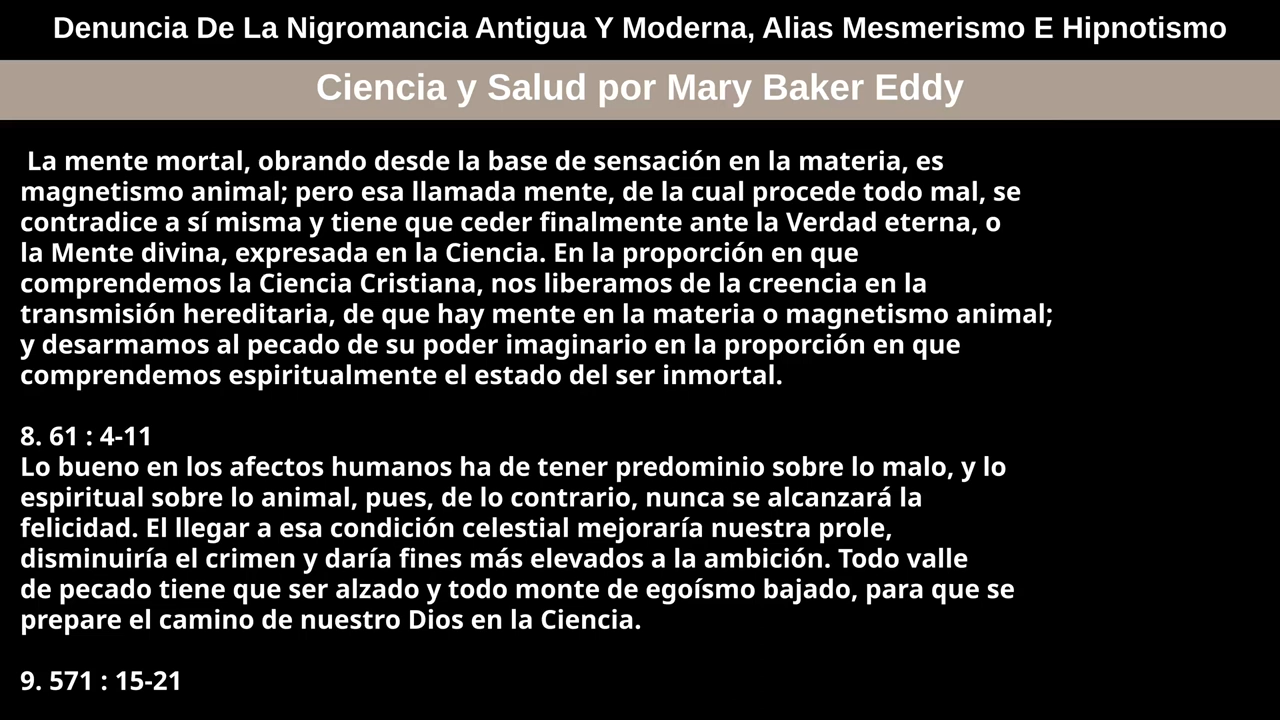 Denuncia De La Nigromancia Antigua Y Moderna, Alias Mesmerismo E Hipnotismo
Ciencia y Salud por Mary Baker Eddy
La mente mortal, obrando desde la base de sensación en la materia, es
magnetismo animal; pero esa llamada mente, de la cual procede todo mal, se
contradice a sí misma y tiene que ceder finalmente ante la Verdad eterna, o
la Mente divina, expresada en la Ciencia. En la proporción en que
comprendemos la Ciencia Cristiana, nos liberamos de la creencia en la
transmisión hereditaria, de que hay mente en la materia o magnetismo animal;
y desarmamos al pecado de su poder imaginario en la proporción en que
comprendemos espiritualmente el estado del ser inmortal.
8. 61 : 4-11
Lo bueno en los afectos humanos ha de tener predominio sobre lo malo, y lo
espiritual sobre lo animal, pues, de lo contrario, nunca se alcanzará la
felicidad. El llegar a esa condición celestial mejoraría nuestra prole,
disminuiría el crimen y daría fines más elevados a la ambición. Todo valle
de pecado tiene que ser alzado y todo monte de egoísmo bajado, para que se
prepare el camino de nuestro Dios en la Ciencia.
9. 571 : 15-21